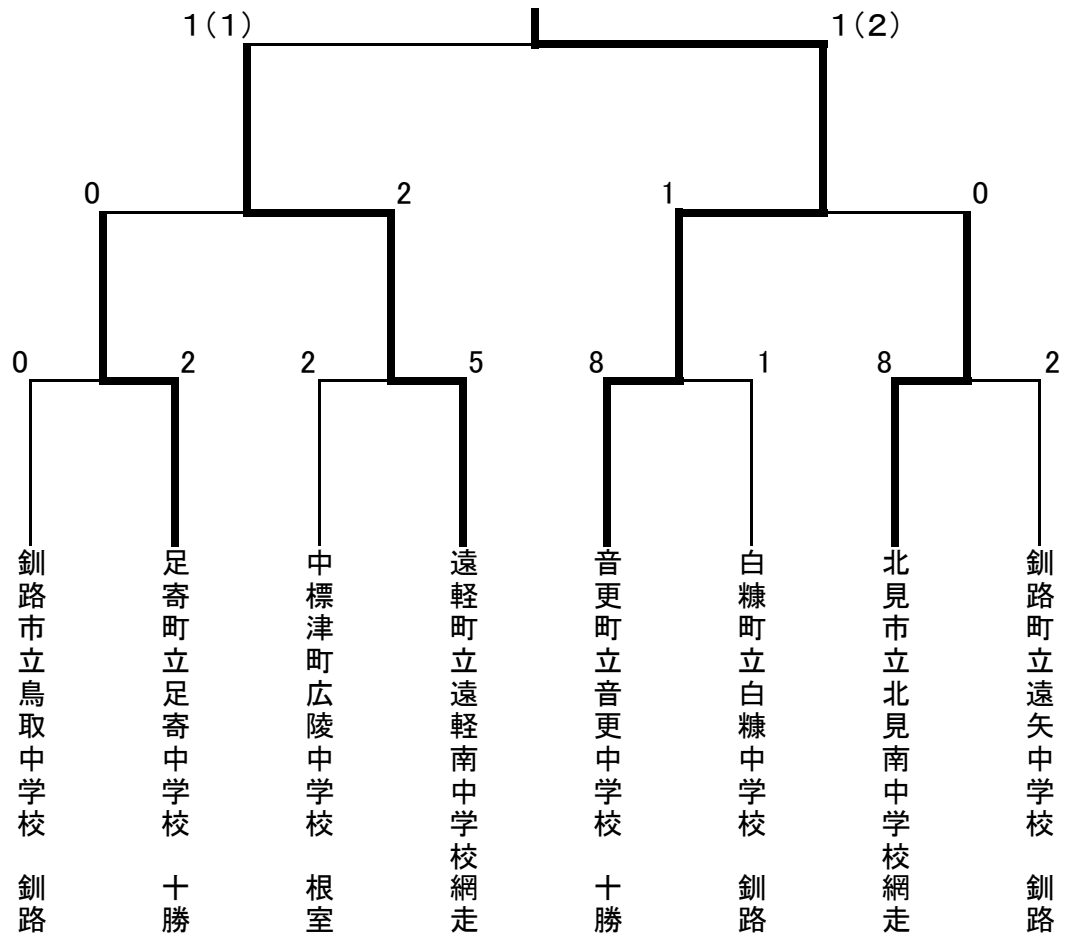 1(1)
1(2)
0
2
1
0
0
2
2
5
8
1
8
2
釧路市立鳥取中学校　釧路
足寄町立足寄中学校　十勝
中標津町広陵中学校　根室
遠軽町立遠軽南中学校網走
音更町立音更中学校　十勝
白糠町立白糠中学校　釧路
北見市立北見南中学校網走
釧路町立遠矢中学校　釧路